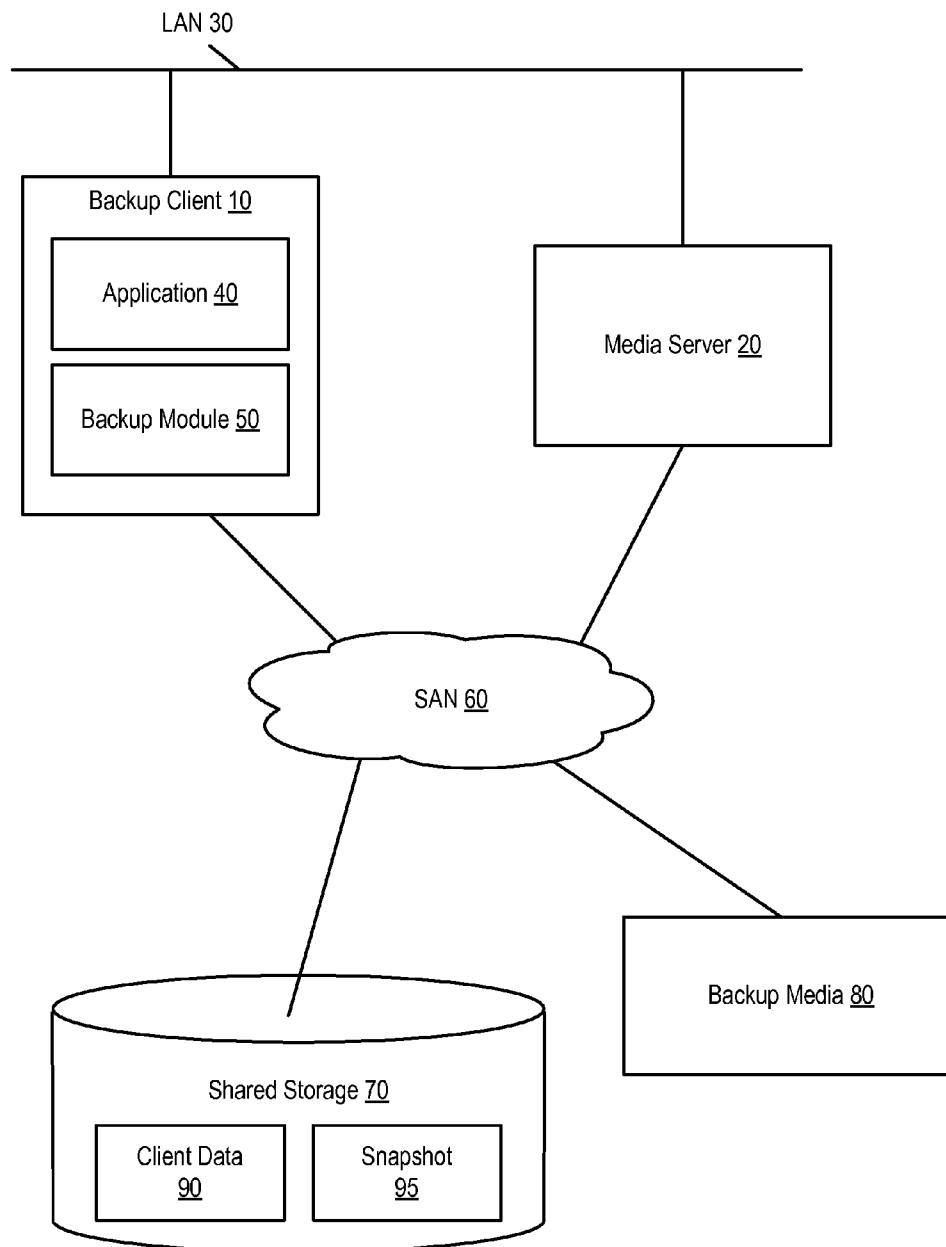 LAN 30
Backup Client 10
Application 40
Backup Module 50
Media Server 20
SAN 60
Backup Media 80
Shared Storage 70
Client Data
90
Snapshot
95